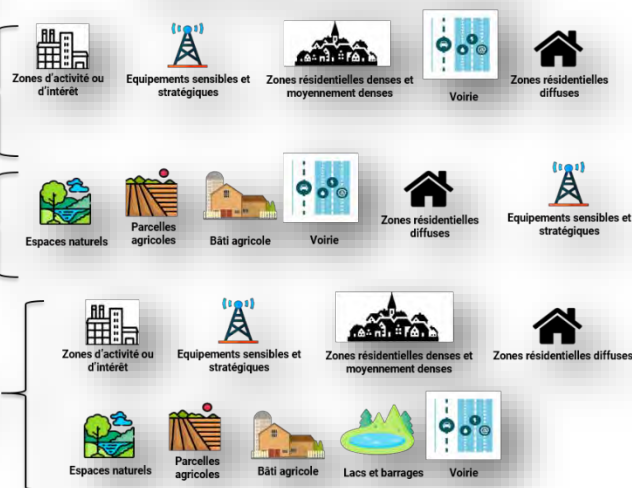 Zones d'activité ou
d'intérêt
Equipements sensibles et
stratégiques
Zones résidentielles denses et
moyennement denses
Voirie
Zones résidentielles
diffuses
Espaces naturels
Parcelles
agricoles
Bâti agricole
Voirie
Zones résidentielles
diffuses
Equipements sensibles et
stratégiques
Zones d'activité ou
d'intérêt
Equipements sensibles et
stratégiques
Zones résidentielles denses et
moyennement denses
Zones résidentielles diffuses
Espaces naturels
Parcelles
agricoles
Bâti agricole
Lacs et barrages
Voirie